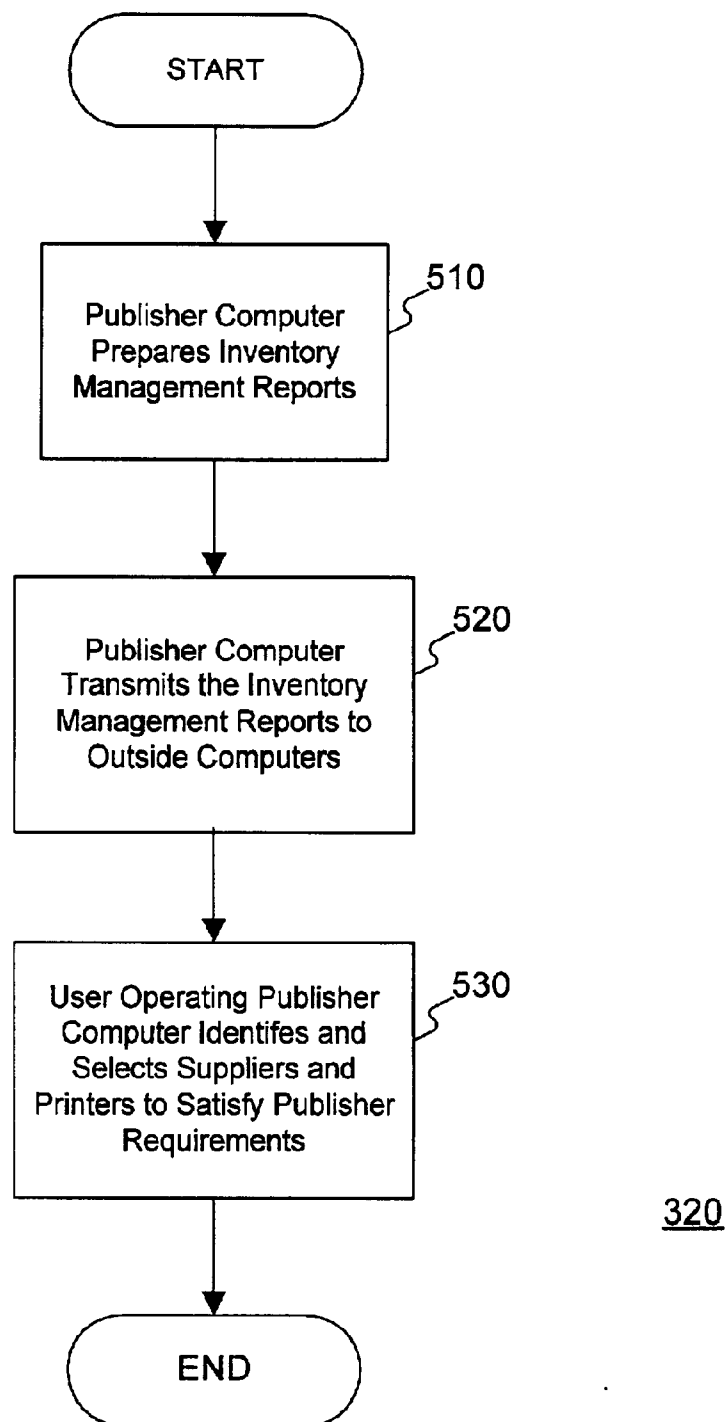 START
510
Publisher Computer
Prepares Inventory
Management Reports
520
Publisher Computer
Transmits the Inventory
Management Reports to
Outside Computers
530
User Operating Publisher
Computer Identifes and
Selects Suppliers and
Printers to Satisfy Publisher
Requirements
320
END